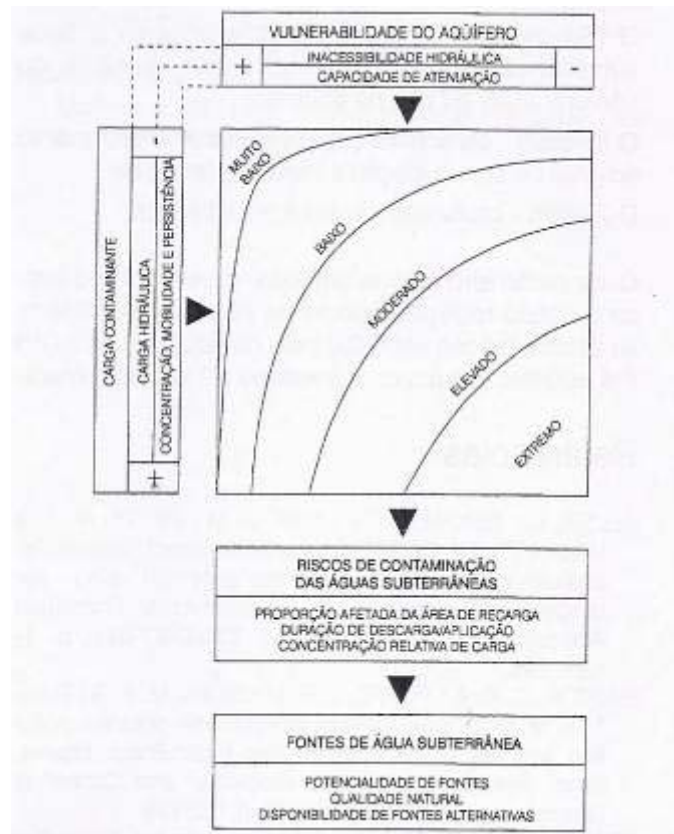 VULNERABILIDADE DO AQÜÍFERO
+
INACESSIBILIDADE HIDRÁULICA
CAPACIDADE DE ATENUAÇÃO
CARGA CONTAMINANTE
CARGA HIDRÁULICA
CONCENTRAÇÃO, MOBILIDADE E PERSISTÊNCIA
+
MUITO
BAIXO
BAIXO
MODERADO
ELEVADO
EXTREMO
RISCOS DE CONTAMINAÇÃO
DAS ÁGUAS SUBTERRÂNEAS
PROPORÇÃO AFETADA DA ÁREA DE RECARGA
DURAÇÃO DE DESCARGA/APLICAÇÃO
CONCENTRAÇÃO RELATIVA DE CARGA
FONTES DE ÁGUA SUBTERRÂNEA
POTENCIALIDADE DE FONTES
QUALIDADE NATURAL
DISPONIBILIDADE DE FONTES ALTERNATIVAS